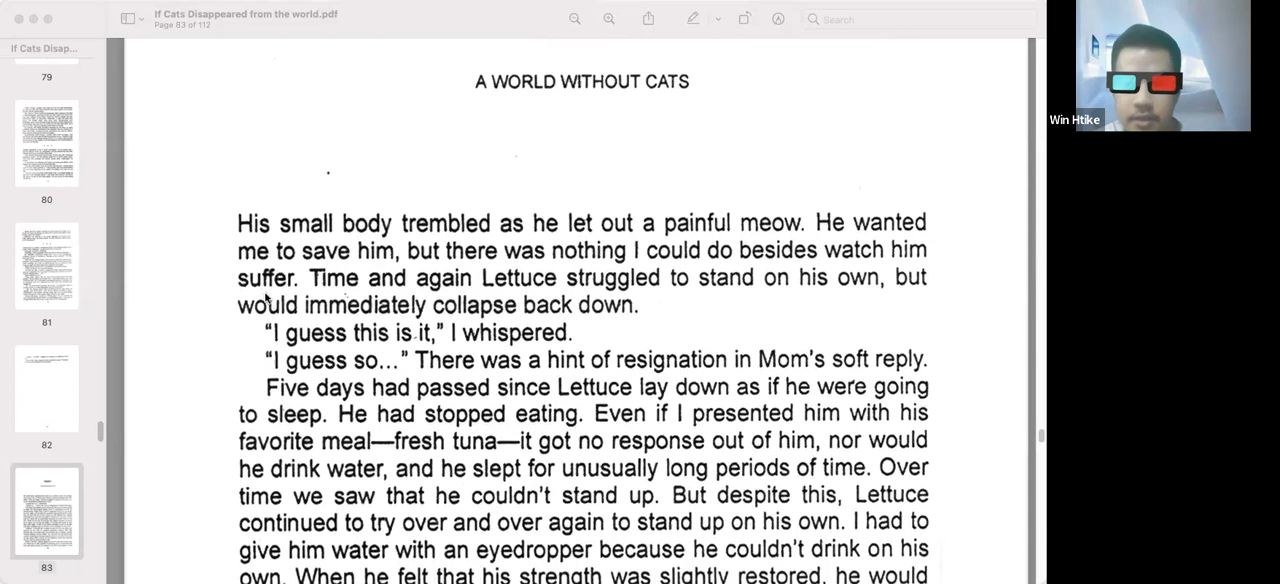 If Cats Disappeared from the world.pdf
Page 83 of 112
Search
If Cats Disap...
79
80
81
82
83
Win Htike
A WORLD WITHOUT CATS
His small body trembled as he let out a painful meow. He wanted
me to save him, but there was nothing I could do besides watch him
suffer. Time and again Lettuce struggled to stand on his own, but
would immediately collapse back down.
“I guess this is it,” I whispered.
“I guess so...” There was a hint of resignation in Mom’s soft reply.
Five days had passed since Lettuce lay down as if he were going
to sleep. He had stopped eating. Even if I presented him with his
favorite meal—fresh tuna—it got no response out of him, nor would
he drink water, and he slept for unusually long periods of time. Over
time we saw that he couldn’t stand up. But despite this, Lettuce
continued to try over and over again to stand up on his own. I had to
give him water with an eyedropper because he couldn’t drink on his
own. When he felt that his strength was slightly restored, he would